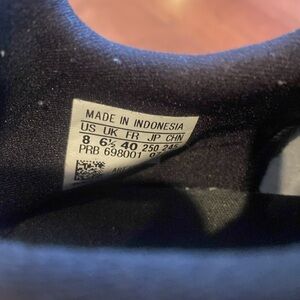 MADE IN INDONESIA
US UK FR JP CHN
8 6½ 40 250 245
PRB 698001